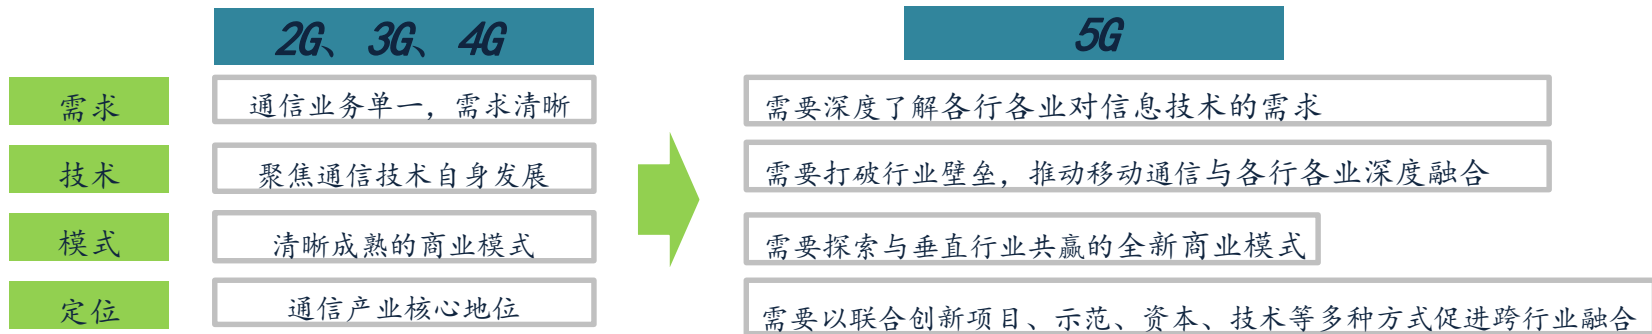 2G、3G、4G
5G
需求
通信业务单一，需求清晰
需要深度了解各行各业对信息技术的需求
技术
聚焦通信技术自身发展
需要打破行业壁垒，推动移动通信与各行各业深度融合
模式
清晰成熟的商业模式
需要探索与垂直行业共赢的全新商业模式
定位
通信产业核心地位
需要以联合创新项目、示范、资本、技术等多种方式促进跨行业融合